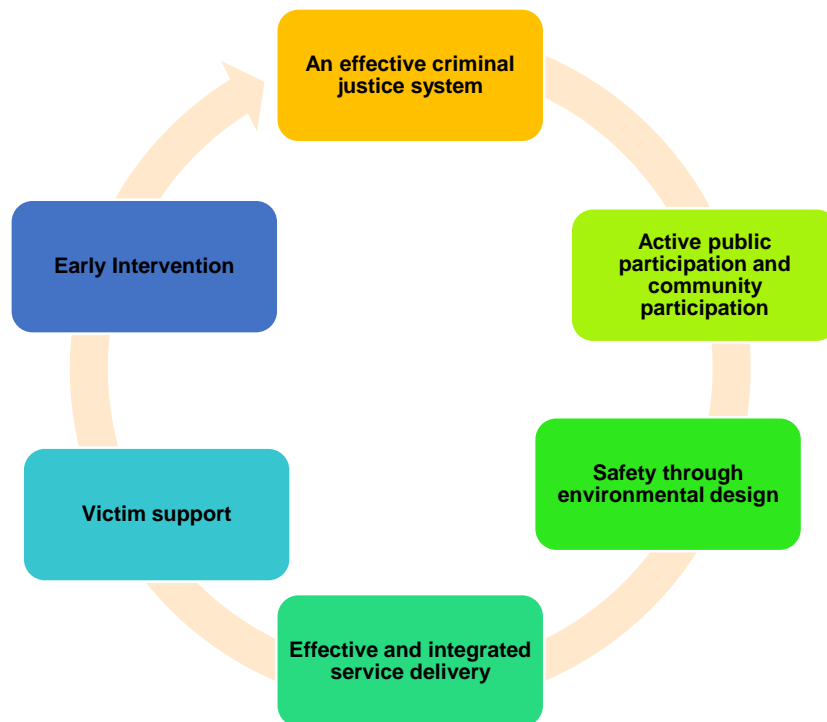 An effective criminal
justice system
Active public
participation and
community
participation
Safety through
environmental design
Effective and integrated
service delivery
Victim support
Early Intervention